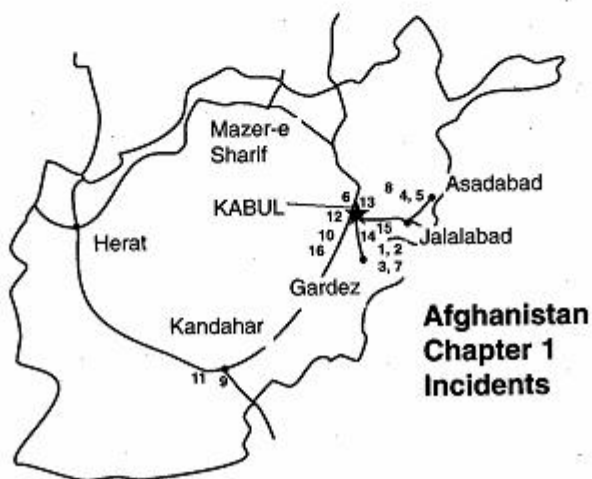 Mazer-e
Sharif
8
4, 5
Asadabad
6
13
KABUL
12
15
Jalalabad
10
14
16
1, 2
3, 7
Herat
Gardez
Kandahar
11
9
Afghanistan
Chapter 1
Incidents